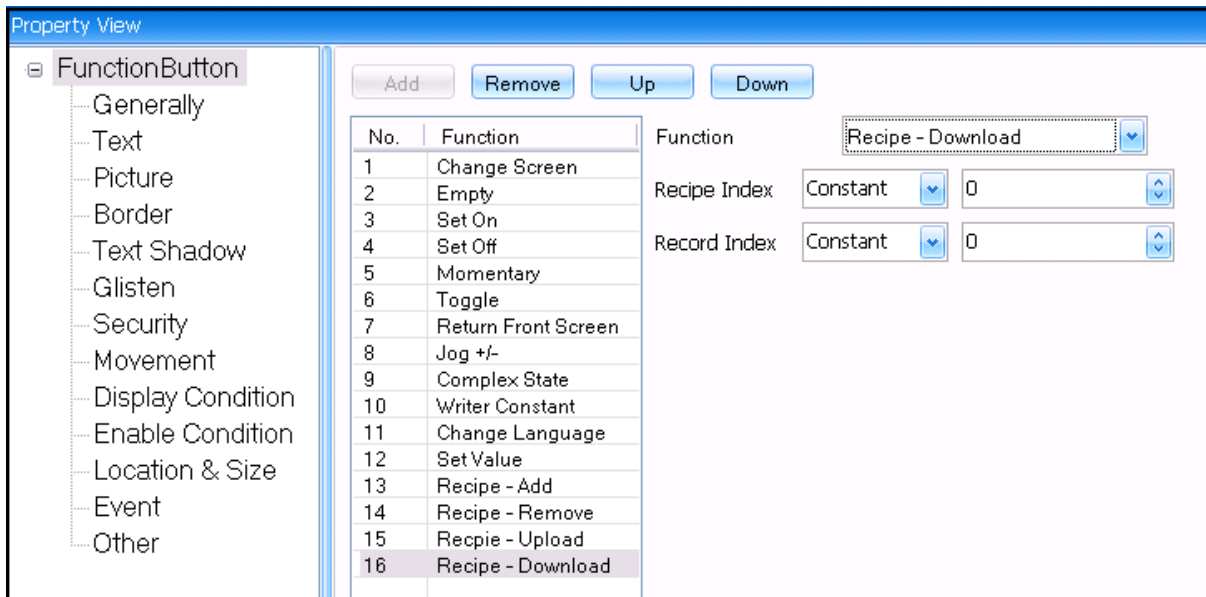 Property View
FunctionButton
Generally
Text
Picture
Border
Text Shadow
Glisten
Security
Movement
Display Condition
Enable Condition
Location & Size
Event
Other
Add Remove Up Down
No. Function
1 Change Screen
2 Empty
3 Set On
4 Set Off
5 Momentary
6 Toggle
7 Return Front Screen
8 Jog +/-
9 Complex State
10 Writer Constant
11 Change Language
12 Set Value
13 Recipe - Add
14 Recipe - Remove
15 Recpie - Upload
16 Recipe - Download
Function Recipe - Download
Recipe Index Constant 0
Record Index Constant 0